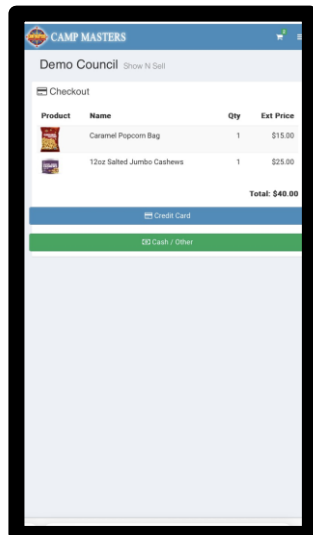 CAMP MASTERS
Demo Council Show N Sell
Checkout
Product Name Qty Ext Price
Caramel Popcorn Bag 1 $15.00
12oz Salted Jumbo Cashews 1 $25.00
Total: $40.00
Credit Card
Cash / Other